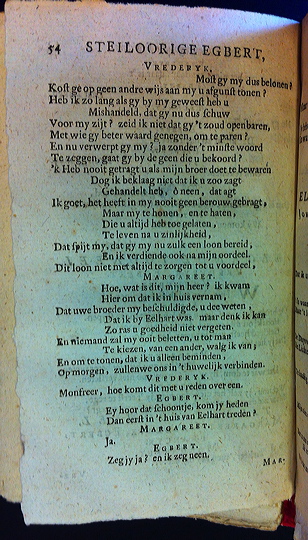 54 STEILOORIGE EGBERT,
VREDERYK.
Most gy my dus belonen?
Kost ge op geen andre wijs aan my u afgunst tonen?
Heb ik zo lang als gy by my geweest heb u
Mishandeld, dat gy nu dus schuw
Voor my zijt? zeid ik niet dat gy 't zoud openbaren,
Met wie gy beter waard genegen, om te paren?
En nu verwerpt gy my? ja zonder 't minste woord
Te zeggen, gaat gy by de geen die u bekoord?
'k Heb nooit getragt u als mijn broer doet te bewaren
Dog ik beklaag niet dat ik u zoo zagt
Gehandelt heb, ô neen, dat agt
Ik goet, het heeft in my nooit geen berouw gebragt,
Maar my te honen, en te haten,
Die u altijd heb toe gelaten,
Te leven na u zinlijkheid,
Dat spijt my, dat gy my nu zulk een loon bereid,
En ik verdiende ook na mijn oordeel.
Dit loon niet met altijd te zorgen tot u voordeel,
MARGAREET.
Hoe, wat is dit, mijn heer? ik kwam
Hier om dat ik in huis vernam,
Dat uwe broeder my beschuldigde, u dee weten,
Dat ik by Eelhart was. maar denk ik kan
Zo ras u goedheid niet vergeten.
En niemand zal my ooit beletten, u tot man
Te kiezen, van een ander, walg ik van;
En om te tonen, dat ik u alleen beminden,
Op morgen, zullen we ons in 't huwelijk verbinden.
VREDERYK.
Monfreer, hoe komt dit met u reden over een.
EGBERT.
Ey hoor dat schoontje, kom jy heden
Dan eerst in 't huis van Eelhart treden?
MARGAREET.
Ja.
EGBERT.
Zeg jy ja? en ik zeg neen.
MAR-